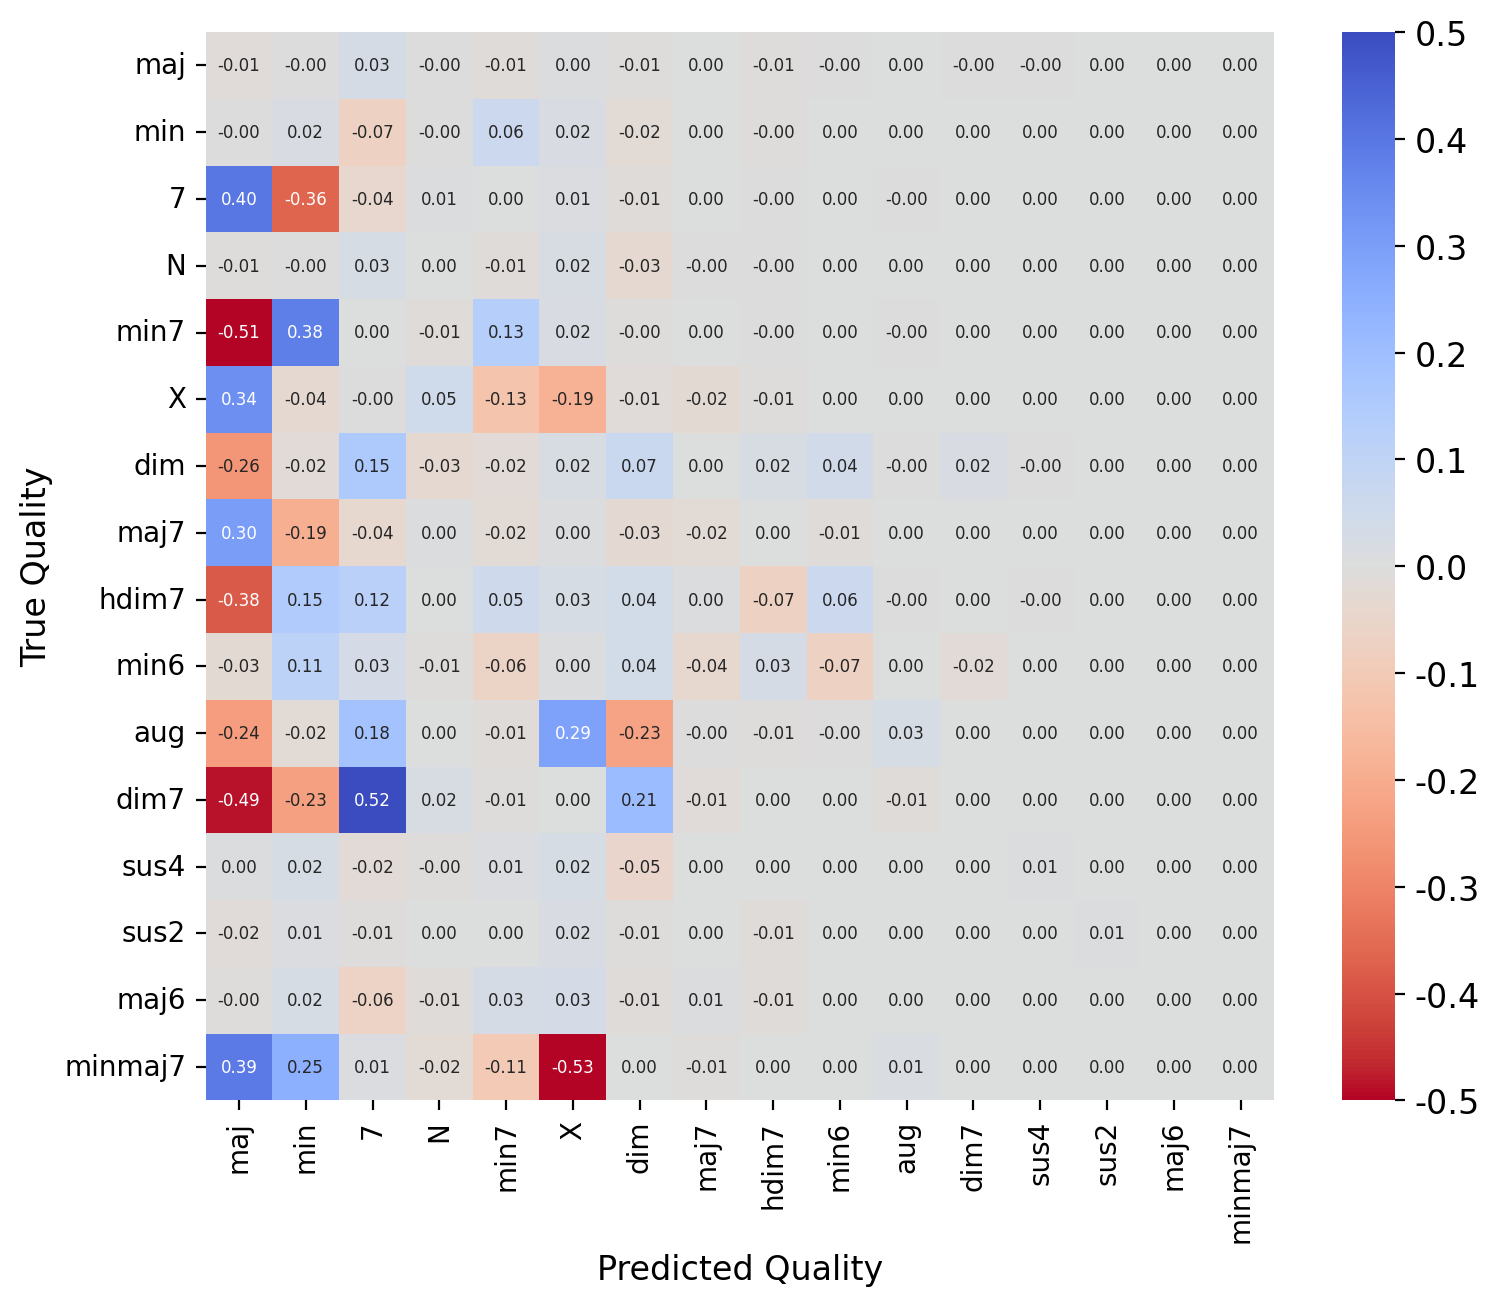 maj -0.01 -0.00 0.03 -0.00 -0.01 0.00 -0.01 0.00 -0.01 -0.00 0.00 -0.00 -0.00 0.00 0.00 0.00
min -0.00 0.02 -0.07 -0.00 0.06 0.02 -0.02 0.00 -0.00 0.00 0.00 0.00 0.00 0.00 0.00 0.00
7 0.40 -0.36 -0.04 0.01 0.00 0.01 -0.01 0.00 -0.00 0.00 -0.00 0.00 0.00 0.00 0.00 0.00
N -0.01 -0.00 0.03 0.00 -0.01 0.02 -0.03 -0.00 -0.00 0.00 0.00 0.00 0.00 0.00 0.00 0.00
min7 -0.51 0.38 0.00 -0.01 0.13 0.02 -0.00 0.00 -0.00 0.00 -0.00 0.00 0.00 0.00 0.00 0.00
X 0.34 -0.04 -0.00 0.05 -0.13 -0.19 -0.01 -0.02 -0.01 0.00 0.00 0.00 0.00 0.00 0.00 0.00
dim -0.26 -0.02 0.15 -0.03 -0.02 0.02 0.07 0.00 0.02 0.04 -0.00 0.02 -0.00 0.00 0.00 0.00
maj7 0.30 -0.19 -0.04 0.00 -0.02 0.00 -0.03 -0.02 0.00 -0.01 0.00 0.00 0.00 0.00 0.00 0.00
hdim7 -0.38 0.15 0.12 0.00 0.05 0.03 0.04 0.00 -0.07 0.06 -0.00 0.00 -0.00 0.00 0.00 0.00
min6 -0.03 0.11 0.03 -0.01 -0.06 0.00 0.04 -0.04 0.03 -0.07 0.00 -0.02 0.00 0.00 0.00 0.00
aug -0.24 -0.02 0.18 0.00 -0.01 0.29 -0.23 -0.00 -0.01 -0.00 0.03 0.00 0.00 0.00 0.00 0.00
dim7 -0.49 -0.23 0.52 0.02 -0.01 0.00 0.21 -0.01 0.00 0.00 -0.01 0.00 0.00 0.00 0.00 0.00
sus4 0.00 0.02 -0.02 -0.00 0.01 0.02 -0.05 0.00 0.00 0.00 0.00 0.00 0.01 0.00 0.00 0.00
sus2 -0.02 0.01 -0.01 0.00 0.00 0.02 -0.01 0.00 -0.01 0.00 0.00 0.00 0.00 0.01 0.00 0.00
maj6 -0.00 0.02 -0.06 -0.01 0.03 0.03 -0.01 0.01 -0.01 0.00 0.00 0.00 0.00 0.00 0.00 0.00
minmaj7 0.39 0.25 0.01 -0.02 -0.11 -0.53 0.00 -0.01 0.00 0.00 0.01 0.00 0.00 0.00 0.00 0.00
maj min 7 N min7 X dim maj7 hdim7 min6 aug dim7 sus4 sus2 maj6 minmaj7
Predicted Quality
True Quality
0.5
0.4
0.3
0.2
0.1
0.0
-0.1
-0.2
-0.3
-0.4
-0.5